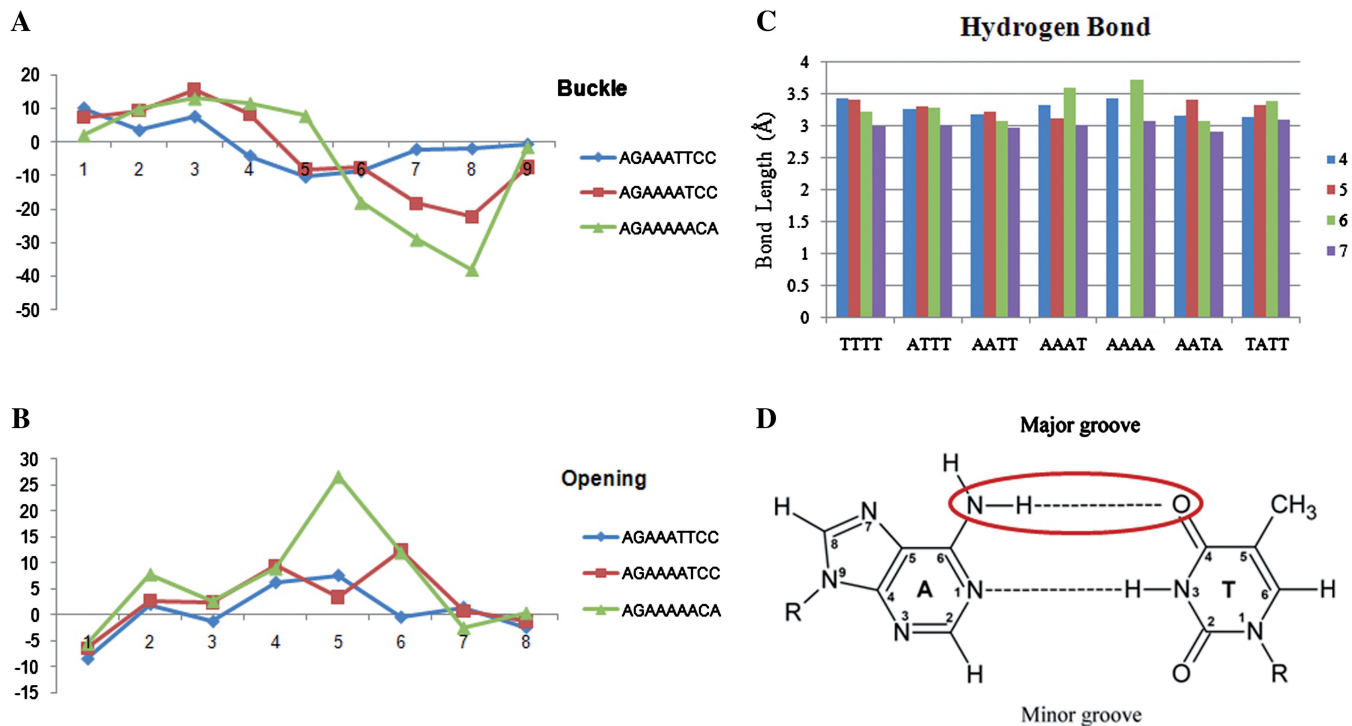 A
Buckle
20
10
0
-10
-20
-30
-40
-50
1 2 3 4 5 6 7 8 9
AGAAATTCC
AGAAAATCC
AGAAAAACA
B
Opening
30
25
20
15
10
5
0
-5
-10
-15
1 2 3 4 5 6 7 8
AGAAATTCC
AGAAAATCC
AGAAAAACA
C
Hydrogen Bond
Bond Length (Å)
4
3.5
3
2.5
2
1.5
1
0.5
0
TTTT ATTT AATT AAAT AAAA AATA TATT
4
5
6
7
D
Major groove
H
H N N H O CH3
8 7 5 6 4 5
N 9 4 A 1 N H N 3 T 6 H
R 3 2 2 1
N N
H O R
Minor groove